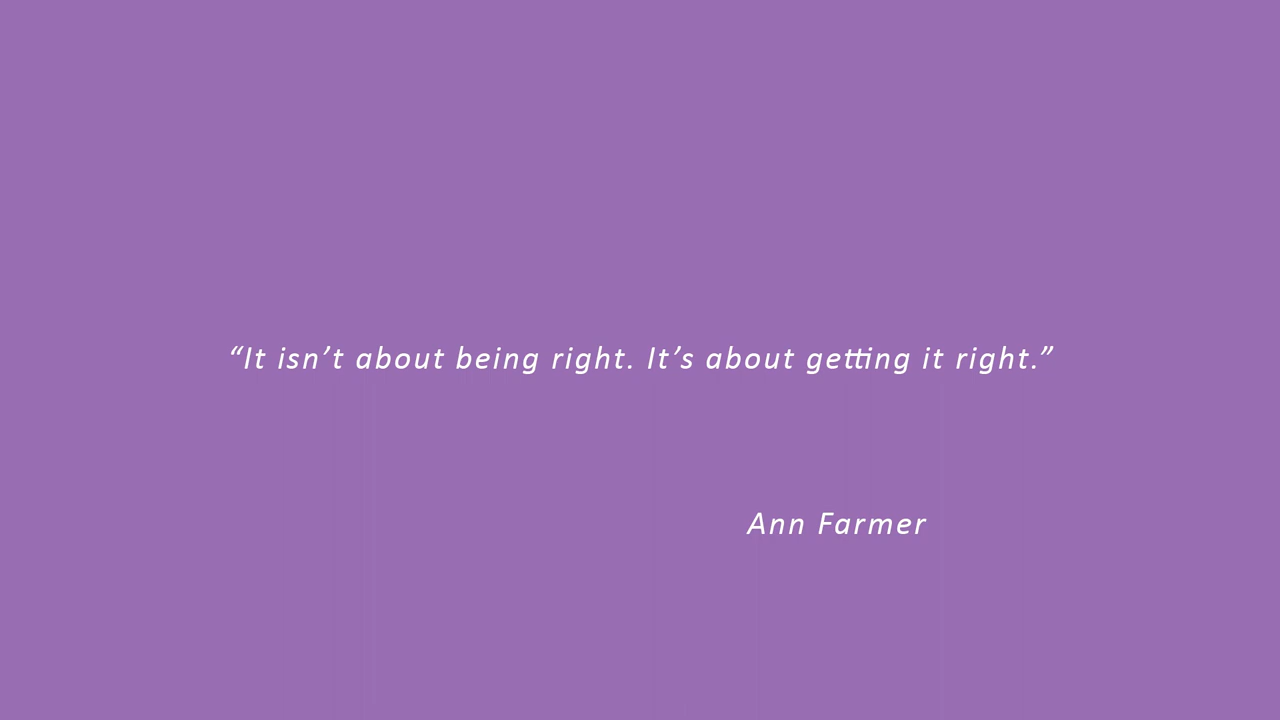 “It isn’t about being right. It’s about getting it right.”
Ann Farmer